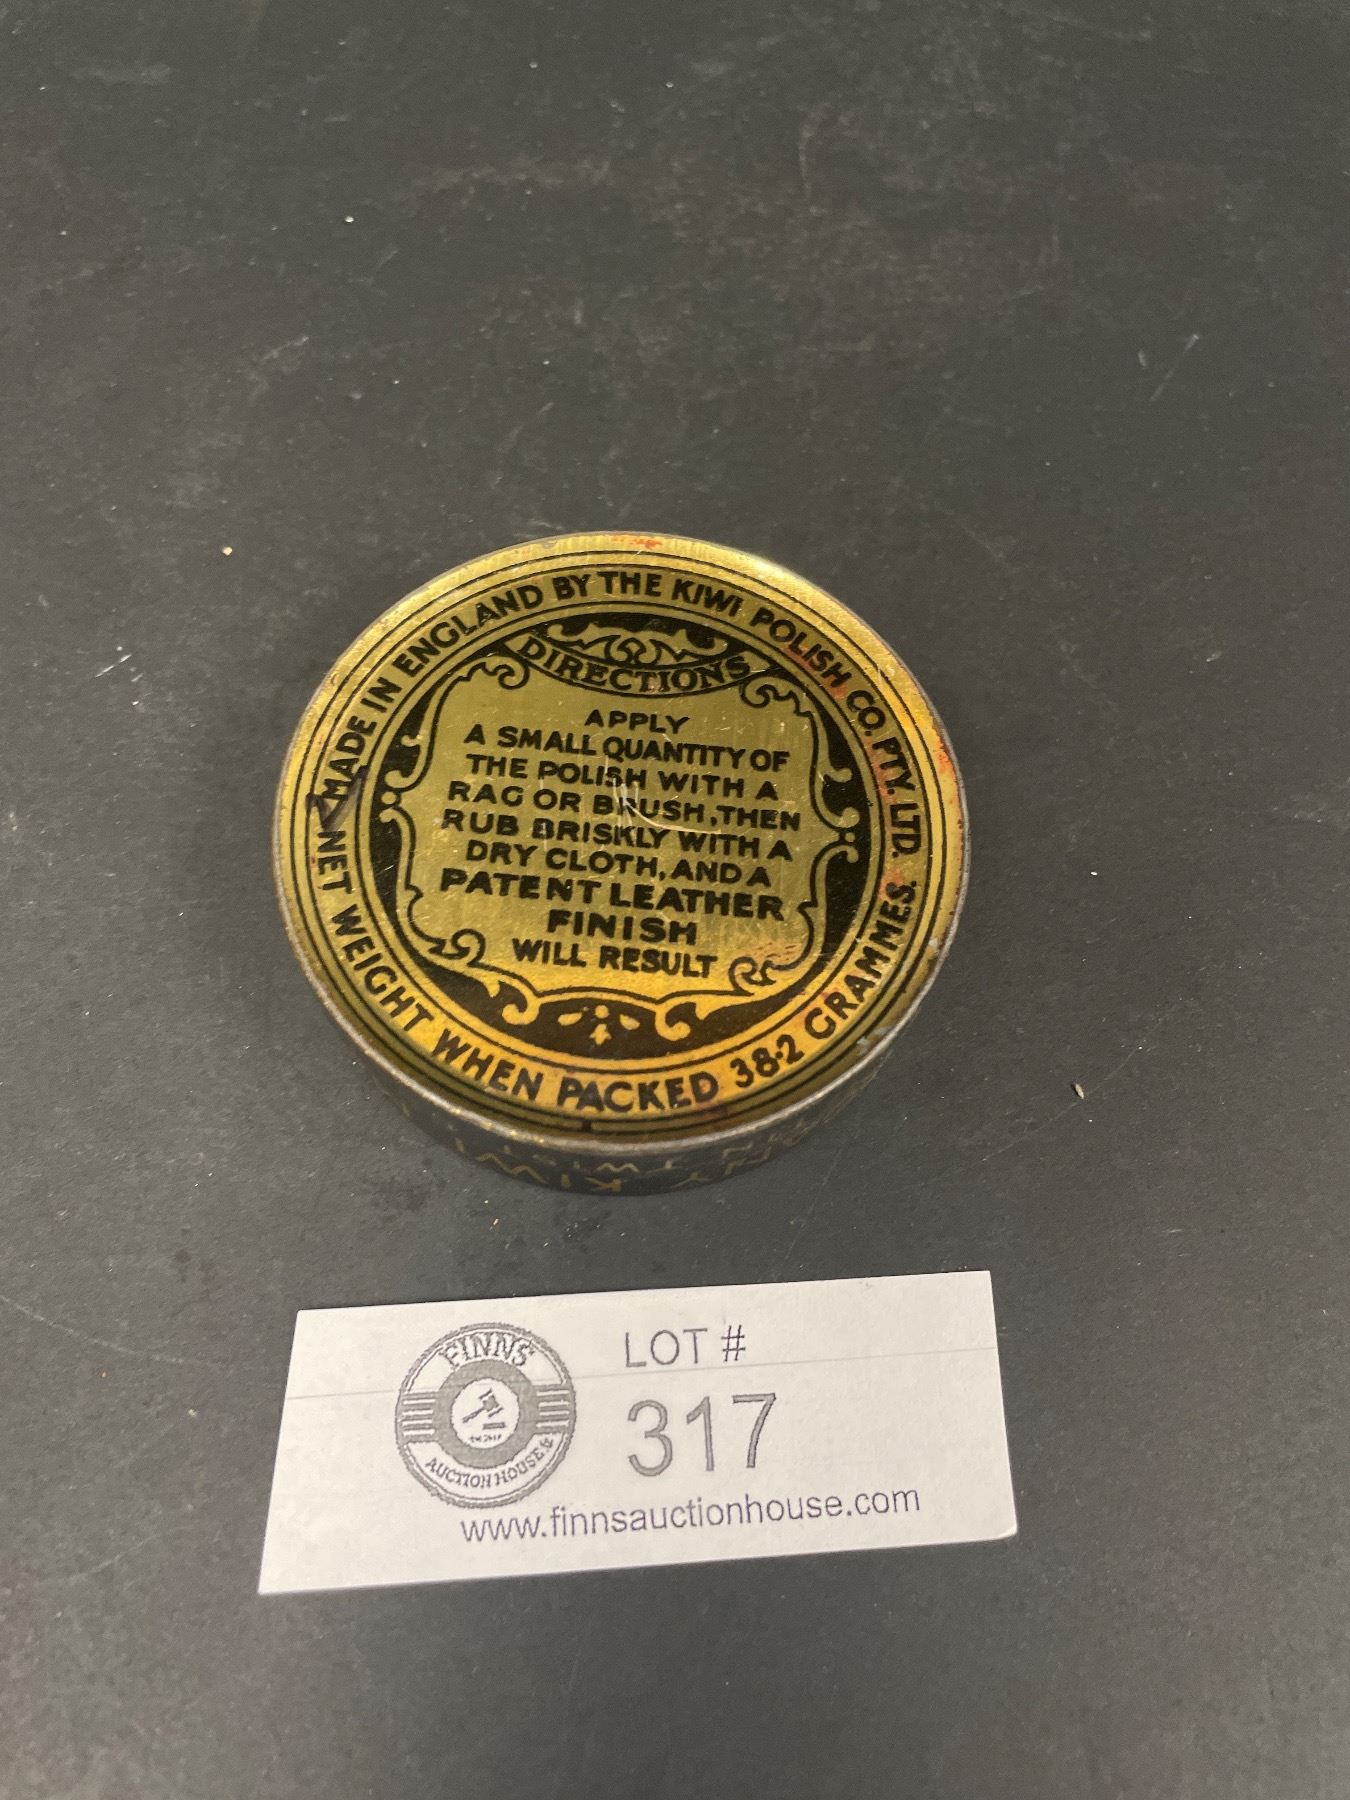 MADE IN ENGLAND BY THE KIWI POLISH CO. PTY. LTD.
NET WEIGHT WHEN PACKED 38·2 GRAMMES.
DIRECTIONS
APPLY
A SMALL QUANTITY OF
THE POLISH WITH A
RAG OR BRUSH, THEN
RUB BRISKLY WITH A
DRY CLOTH, AND A
PATENT LEATHER
FINISH
WILL RESULT
KIWI
FINNS
AUCTION HOUSE
LOT #
317
www.finnsauctionhouse.com